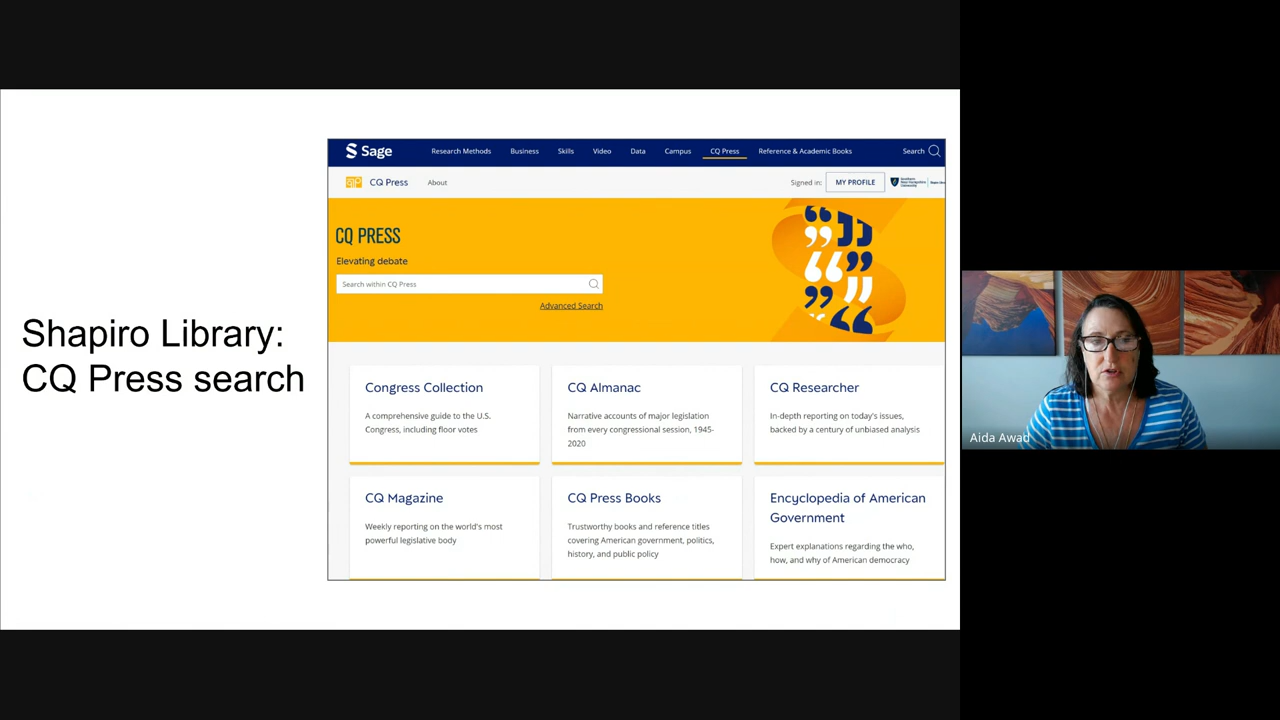 Shapiro Library:
CQ Press search
Sage
Research Methods
Business
Skills
Video
Data
Campus
CQ Press
Reference & Academic Books
Search
CQ Press
About
Signed in:
MY PROFILE
Southern
New Hampshire
University
CQ PRESS
Elevating debate
Search within CQ Press
Advanced Search
Congress Collection
A comprehensive guide to the U.S.
Congress, including floor votes
CQ Almanac
Narrative accounts of major legislation
from every congressional session, 1945-
2020
CQ Researcher
In-depth reporting on today's issues,
backed by a century of unbiased analysis
CQ Magazine
Weekly reporting on the world's most
powerful legislative body
CQ Press Books
Trustworthy books and reference titles
covering American government, politics,
history, and public policy
Encyclopedia of American
Government
Expert explanations regarding the who,
how, and why of American democracy
Aida Awad